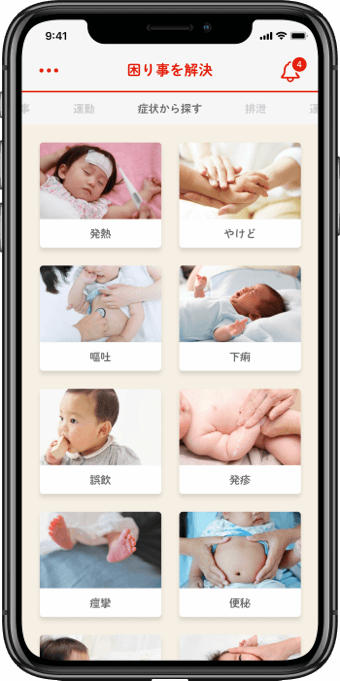 9:41
困り事を解決
4
事 運動 症状から探す 排泄 運
発熱 やけど
嘔吐 下痢
誤飲 発疹
痙攣 便秘